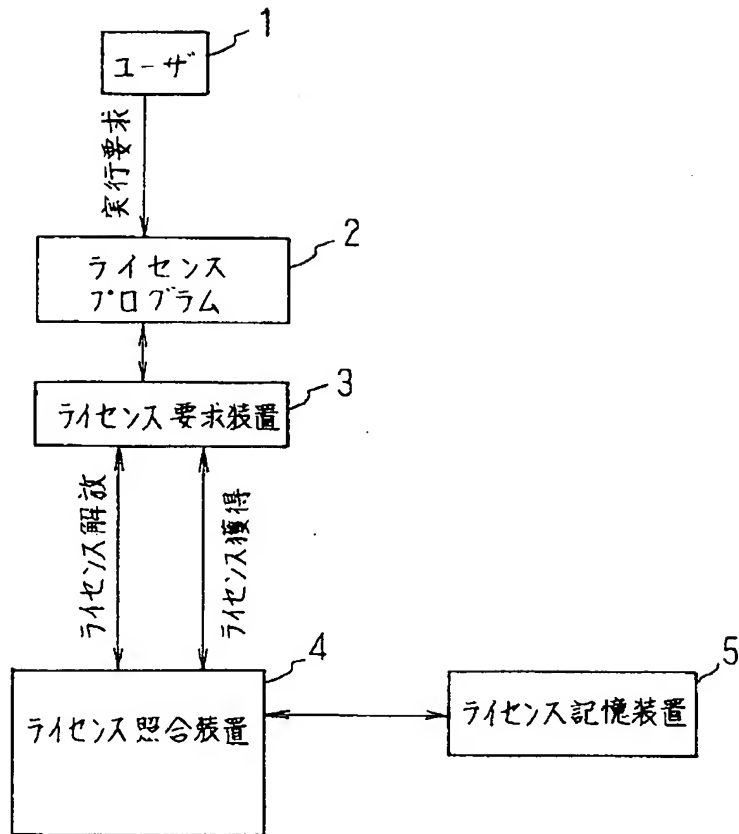 1
ユーザ
実行要求
2
ライセンス
プログラム
3
ライセンス要求装置
ライセンス解放
ライセンス獲得
4
ライセンス照合装置
5
ライセンス記憶装置